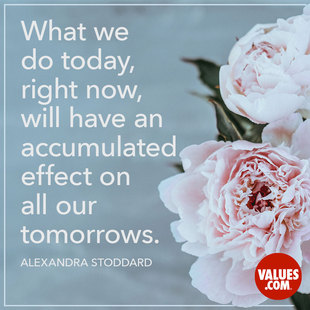 What we
do today,
right now,
will have an
accumulated
effect on
all our
tomorrows.
ALEXANDRA STODDARD
VALUES
.COM®